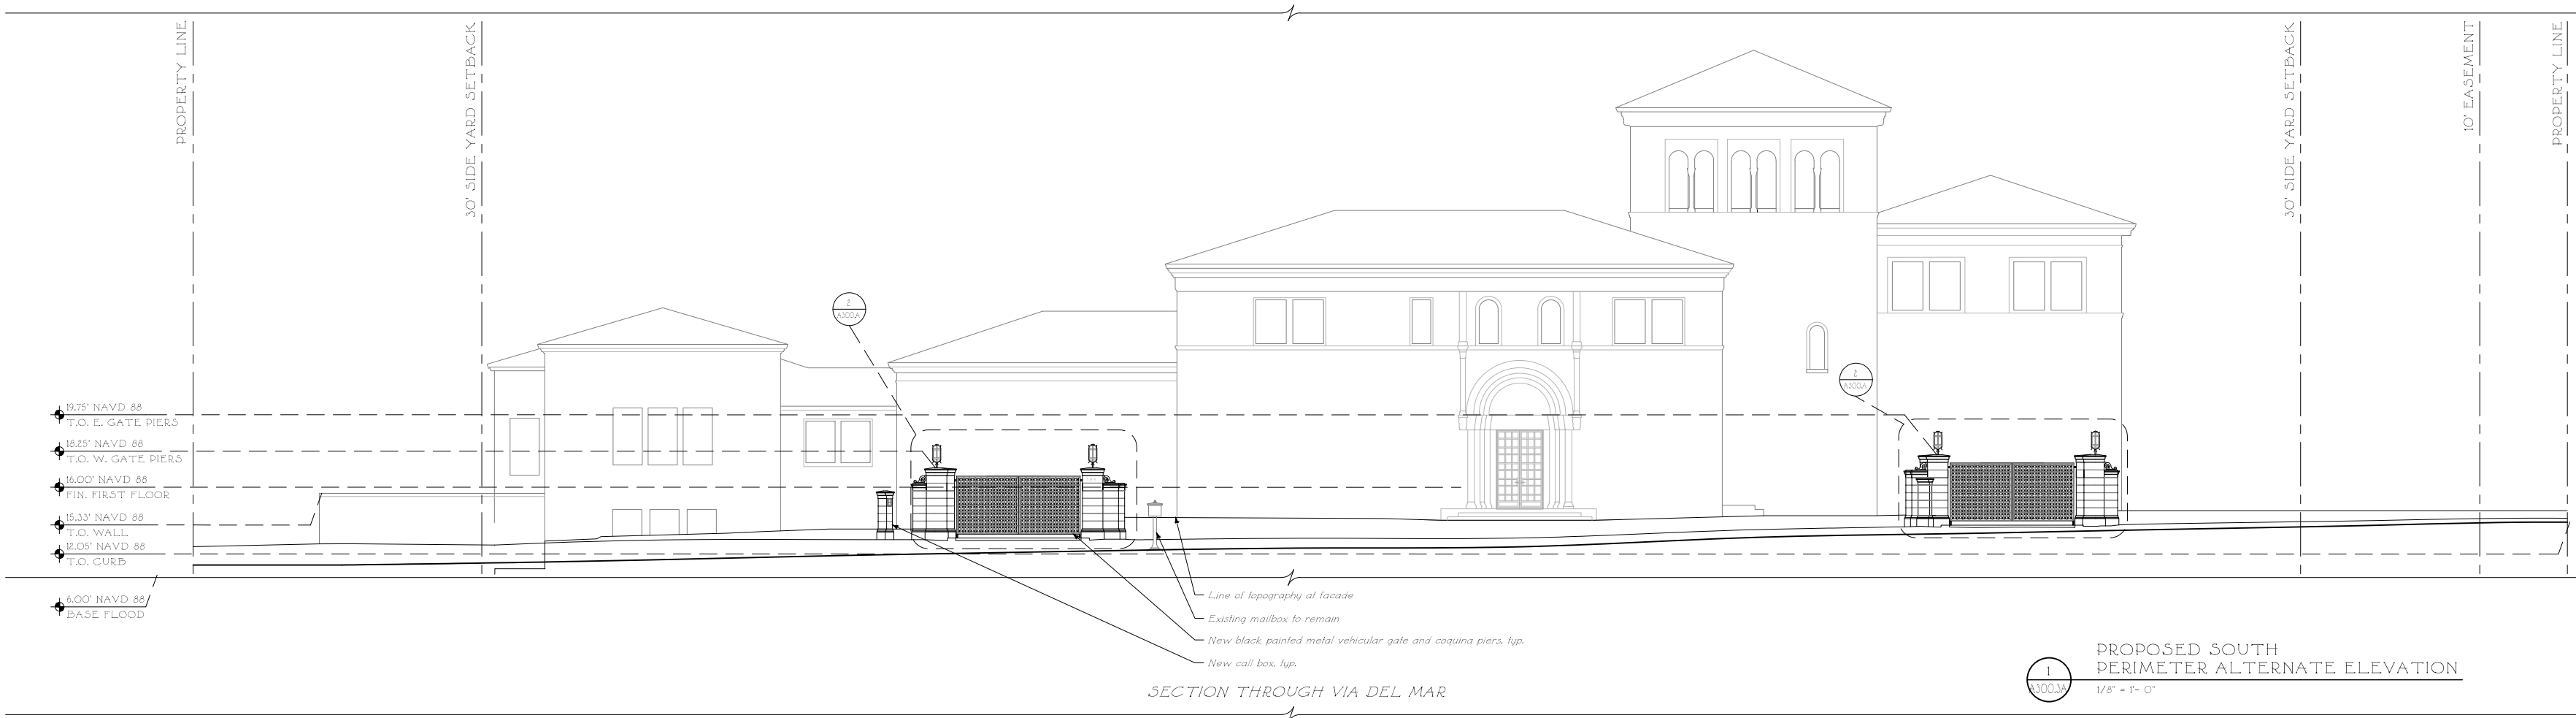 PROPERTY LINE
30' SIDE YARD SETBACK
30' SIDE YARD SETBACK
10' EASEMENT
PROPERTY LINE
2
A300.A
2
A300.A
19.75' NAVD 88
T.O. E. GATE PIERS
18.25' NAVD 88
T.O. W. GATE PIERS
16.00' NAVD 88
FIN. FIRST FLOOR
15.33' NAVD 88
T.O. WALL
12.05' NAVD 88
T.O. CURB
6.00' NAVD 88
BASE FLOOD
Line of topography at facade
Existing mailbox to remain
New black painted metal vehicular gate and coquina piers, typ.
New call box, typ.
SECTION THROUGH VIA DEL MAR
1
A300.3A
PROPOSED SOUTH
PERIMETER ALTERNATE ELEVATION
1/8" = 1'- 0"